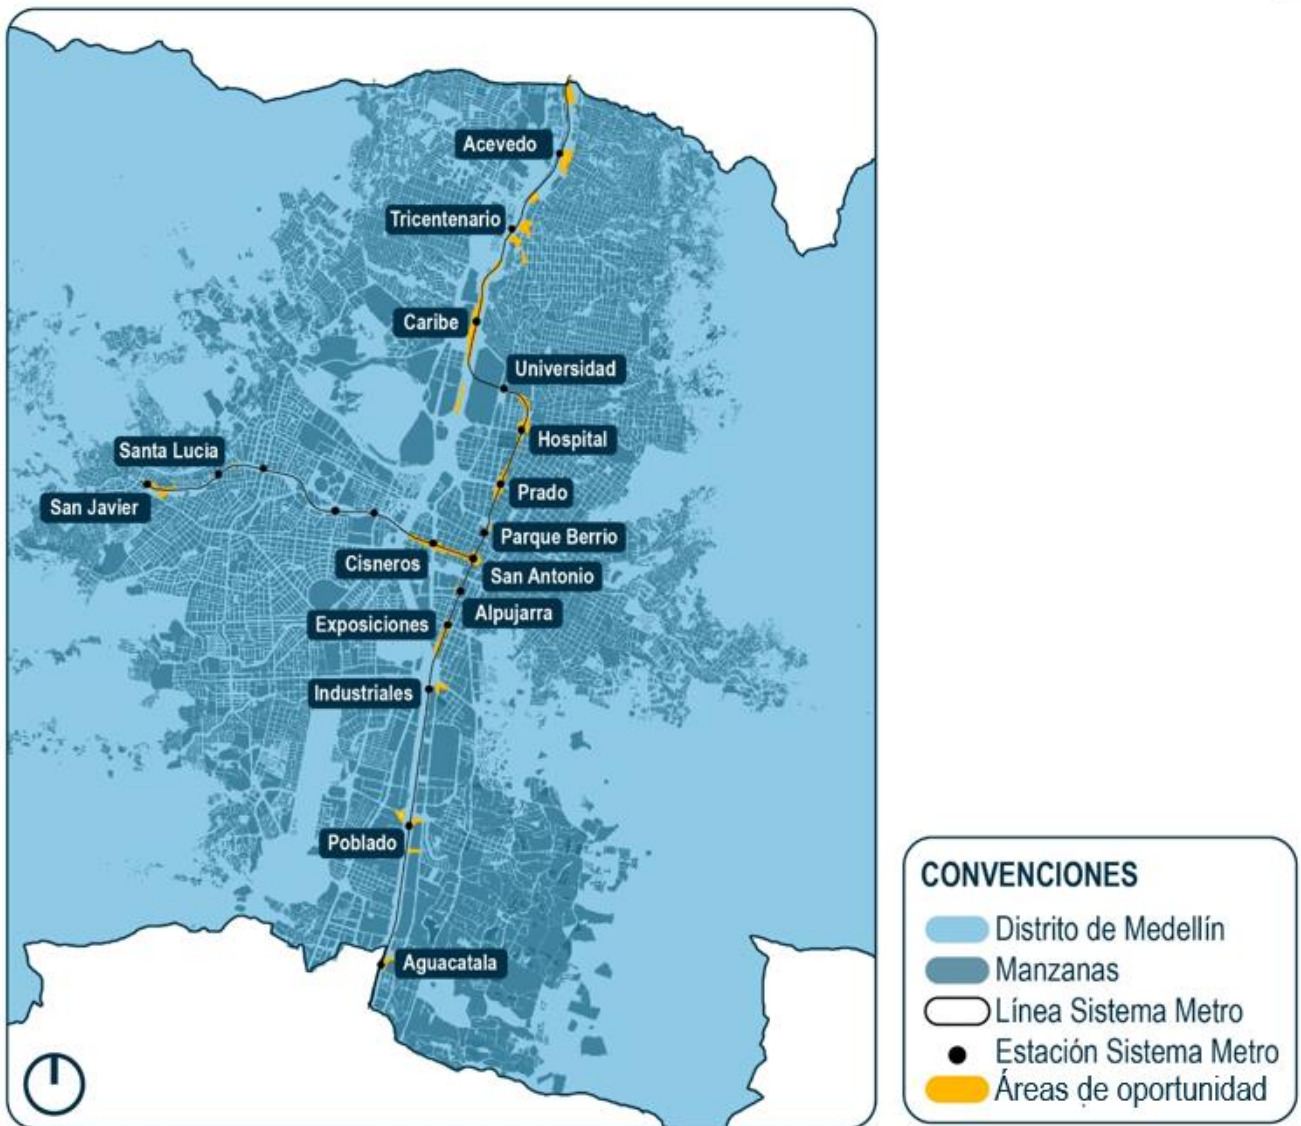 Acevedo
Tricentenario
Caribe
Universidad
Hospital
Santa Lucia
San Javier
Prado
Parque Berrio
Cisneros
San Antonio
Alpujarra
Exposiciones
Industriales
Poblado
Aguacatala
CONVENCIONES
Distrito de Medellín
Manzanas
Línea Sistema Metro
Estación Sistema Metro
Áreas de oportunidad